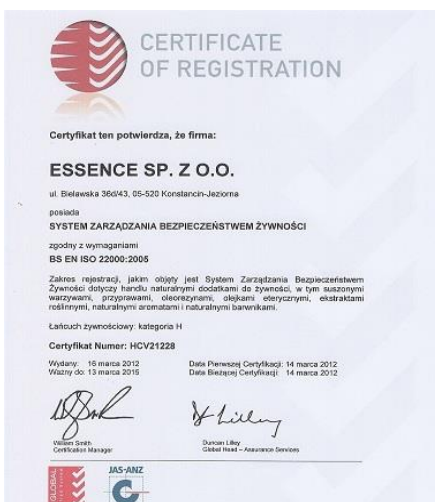 CERTIFICATE
OF REGISTRATION
Certyfikat ten potwierdza, że firma:
ESSENCE SP. Z O.O.
ul. Bielawska 36d/43, 05-520 Konstancin-Jeziorna
posiada
SYSTEM ZARZĄDZANIA BEZPIECZEŃSTWEM ŻYWNOŚCI
zgodny z wymaganiami
BS EN ISO 22000:2005
Zakres rejestracji, jakim objęty jest System Zarządzania Bezpieczeństwem
Żywności dotyczy handlu naturalnymi dodatkami do żywności, w tym suszonymi
warzywami, przyprawami, oleorezynami, olejkami eterycznymi, ekstraktami
roślinnymi, naturalnymi aromatami i naturalnymi barwnikami.
Łańcuch żywnościowy: kategoria H
Certyfikat Numer: HCV21228
Wydany: 16 marca 2012 Data Pierwszej Certyfikacji: 14 marca 2012
Ważny do: 13 marca 2015 Data Bieżącej Certyfikacji: 14 marca 2012
William Smith Duncan Lilley
Certification Manager Global Head – Assurance Services
GLOBAL
JAS-ANZ